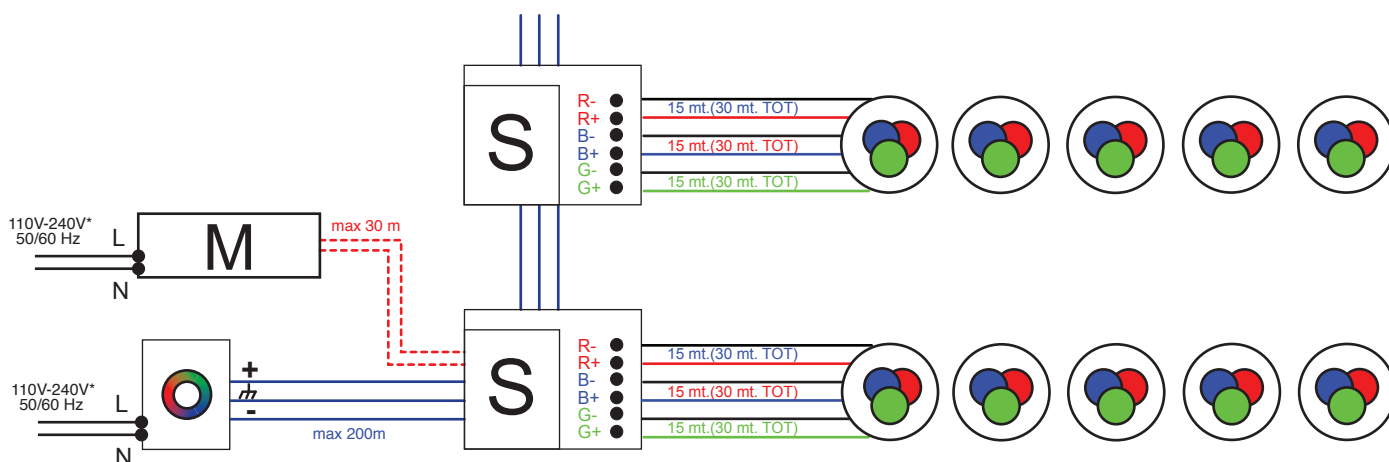 S
R-
R+
B-
B+
G-
G+
15 mt.(30 mt. TOT)
15 mt.(30 mt. TOT)
15 mt.(30 mt. TOT)
110V-240V*
50/60 Hz
L
N
M
max 30 m
110V-240V*
50/60 Hz
L
N
+
-
max 200m
S
R-
R+
B-
B+
G-
G+
15 mt.(30 mt. TOT)
15 mt.(30 mt. TOT)
15 mt.(30 mt. TOT)